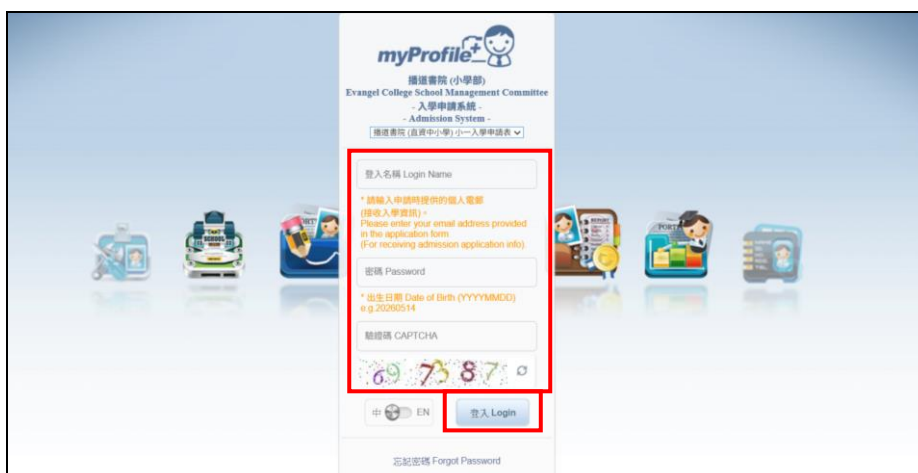 myProfile+
播道書院 (小學部)
Evangel College School Management Committee
- 入學申請系統 -
- Admission System -
播道書院 (直資中小學) 小一入學申請表
登入名稱 Login Name
* 請輸入申請時提供的個人電郵
(接收入學資訊)。
Please enter your email address provided
in the application form
(For receiving admission application info)
密碼 Password
* 出生日期 Date of Birth (YYYYMMDD)
e.g.20260514
驗證碼 CAPTCHA
69 73 87
中 EN
登入 Login
忘記密碼 Forgot Password
SCHOOL
PORT
REPORT
PORT